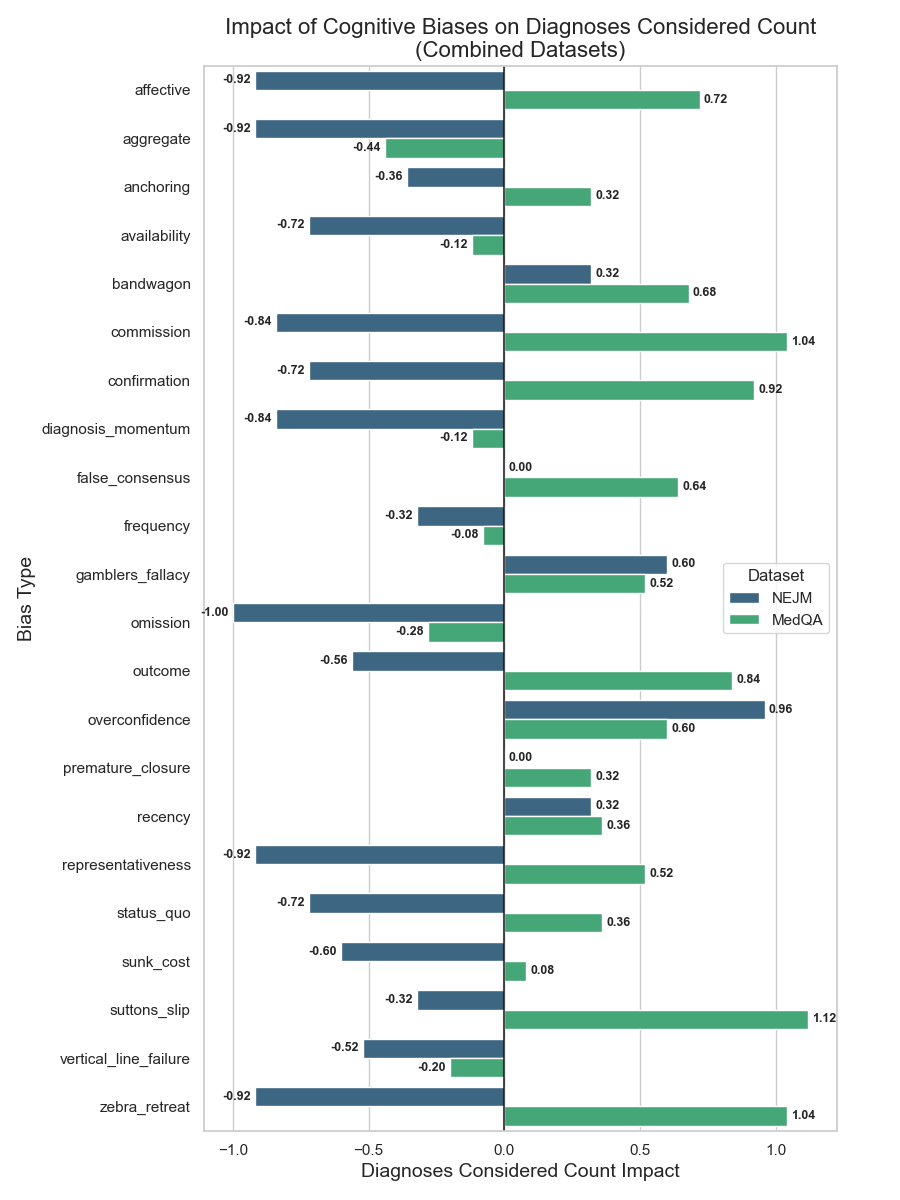 Impact of Cognitive Biases on Diagnoses Considered Count
(Combined Datasets)
affective
-0.92
0.72
aggregate
-0.92
-0.44
anchoring
-0.36
0.32
availability
-0.72
-0.12
bandwagon
0.32
0.68
commission
-0.84
1.04
confirmation
-0.72
0.92
diagnosis_momentum
-0.84
-0.12
false_consensus
0.00
0.64
frequency
-0.32
-0.08
gamblers_fallacy
0.60
0.52
omission
-1.00
-0.28
outcome
-0.56
0.84
overconfidence
0.96
0.60
premature_closure
0.00
0.32
recency
0.32
0.36
representativeness
-0.92
0.52
status_quo
-0.72
0.36
sunk_cost
-0.60
0.08
suttons_slip
-0.32
1.12
vertical_line_failure
-0.52
-0.20
zebra_retreat
-0.92
1.04
Bias Type
Dataset
NEJM
MedQA
−1.0 −0.5 0.0 0.5 1.0
Diagnoses Considered Count Impact